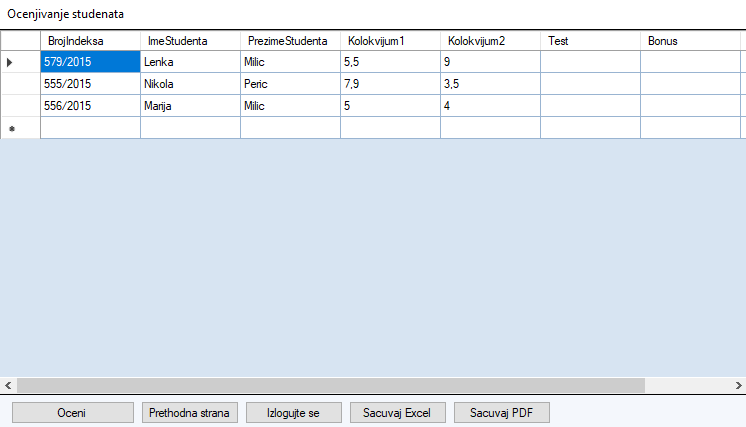 Ocenjivanje studenata
BrojIndeksa ImeStudenta PrezimeStudenta Kolokvijum1 Kolokvijum2 Test Bonus
579/2015 Lenka Milic 5,5 9
555/2015 Nikola Peric 7,9 3,5
556/2015 Marija Milic 5 4
Oceni Prethodna strana Izlogujte se Sacuvaj Excel Sacuvaj PDF